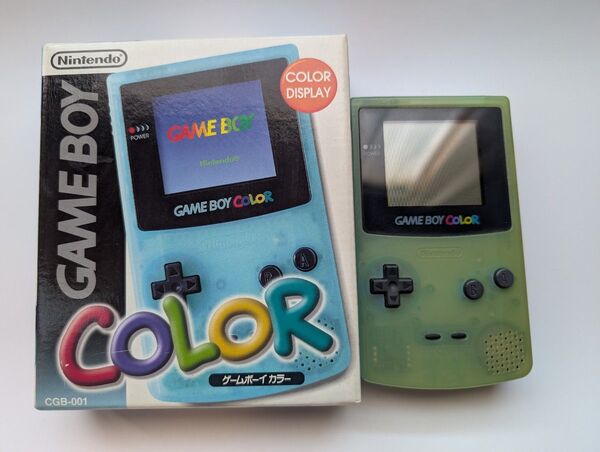 Nintendo
GAME BOY
COLOR
DISPLAY
POWER
GAME BOY
Nintendo®
GAME BOY COLOR
A
COLOR
ゲームボーイ カラー
CGB-001
POWER
GAME BOY COLOR